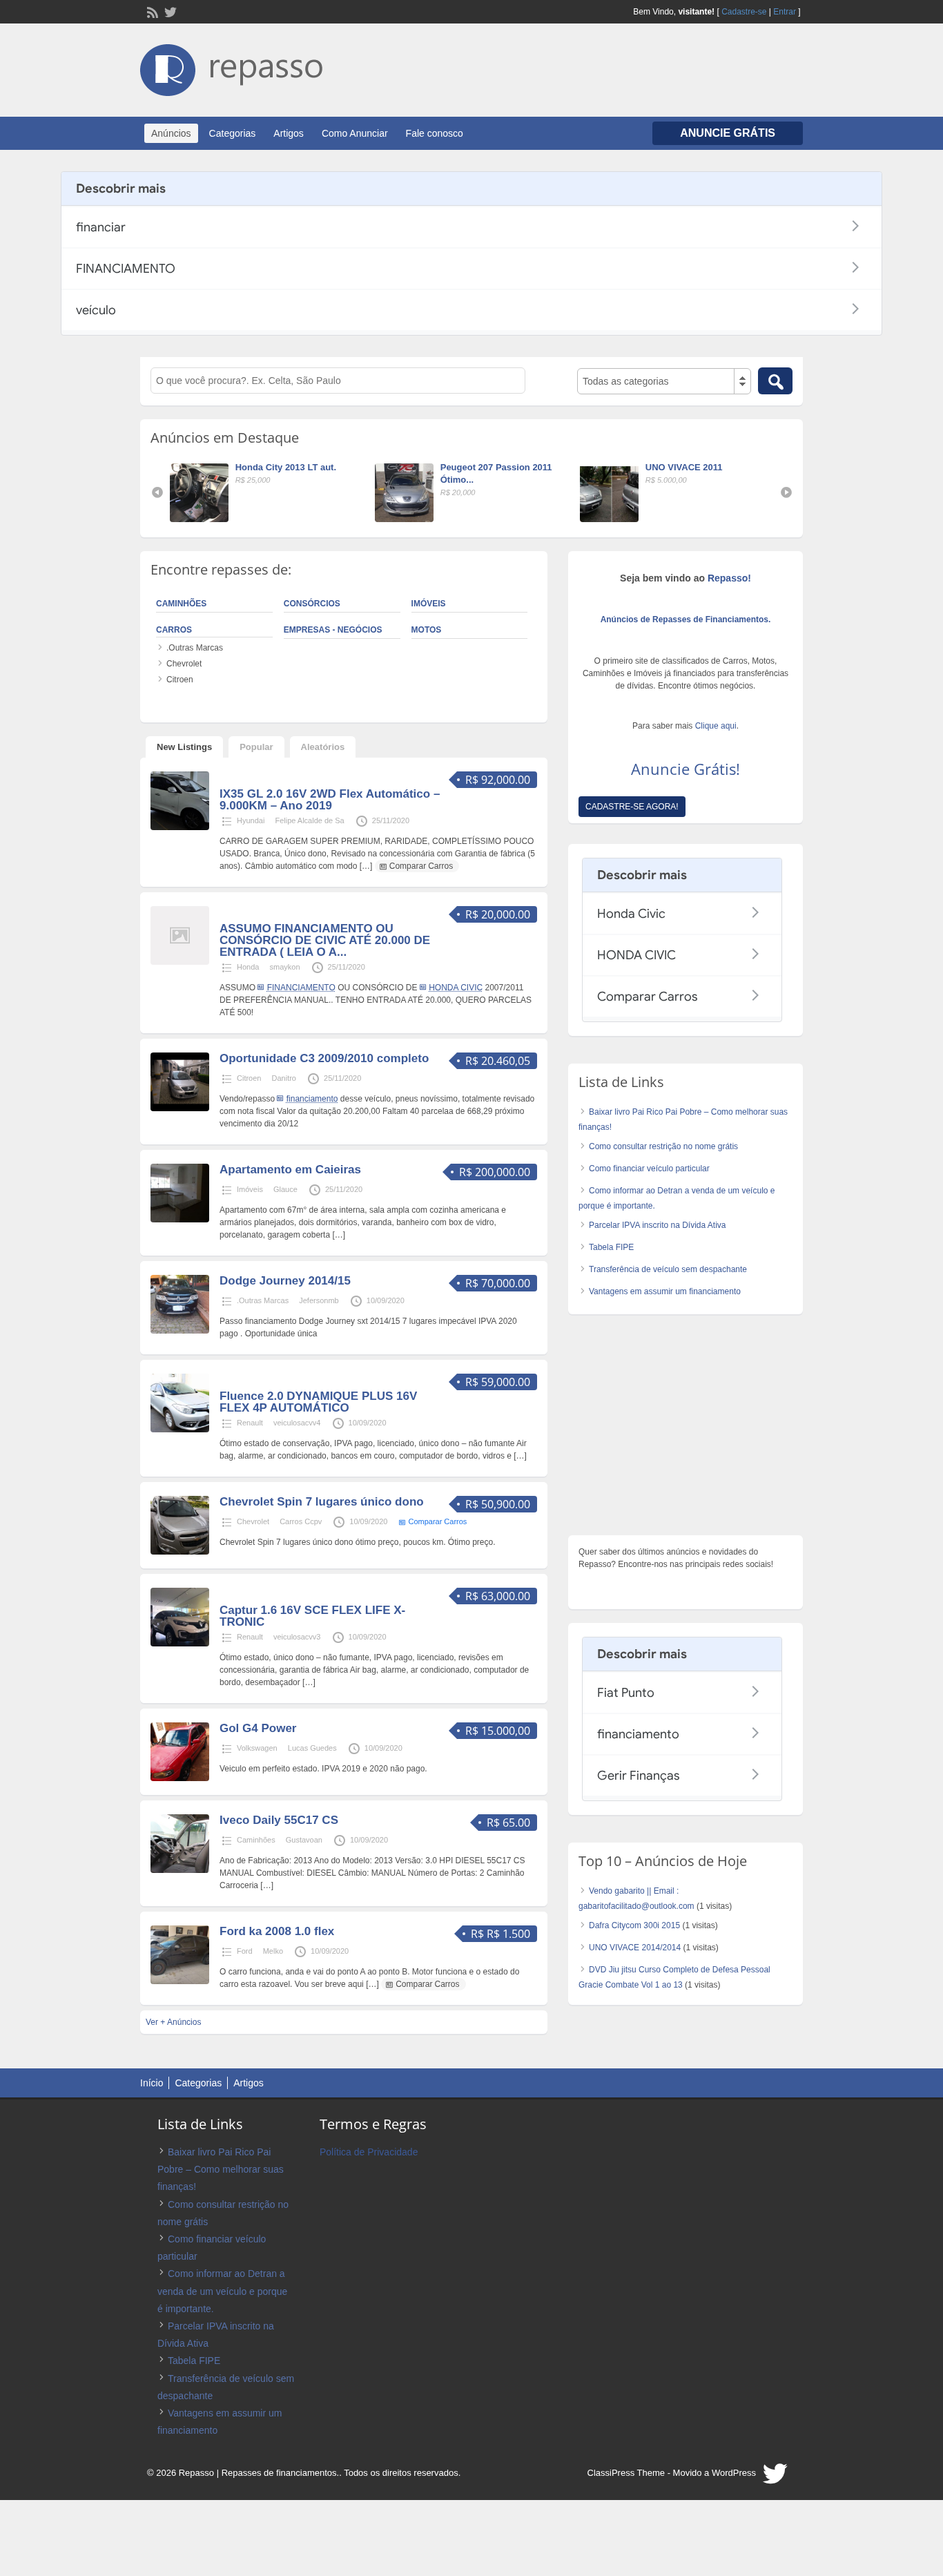 Bem Vindo, visitante! [ Cadastre-se | Entrar ]
repasso
Anúncios
Categorias
Artigos
Como Anunciar
Fale conosco
ANUNCIE GRÁTIS
Descobrir mais
financiar
FINANCIAMENTO
veículo
O que você procura?. Ex. Celta, São Paulo
Todas as categorias
Anúncios em Destaque
Honda City 2013 LT aut.
R$ 25,000
Peugeot 207 Passion 2011
Ótimo...
R$ 20,000
UNO VIVACE 2011
R$ 5.000,00
Encontre repasses de:
CAMINHÕES
CONSÓRCIOS
IMÓVEIS
CARROS
EMPRESAS - NEGÓCIOS
MOTOS
.Outras Marcas
Chevrolet
Citroen
New Listings
Popular
Aleatórios
R$ 92,000.00
IX35 GL 2.0 16V 2WD Flex Automático –
9.000KM – Ano 2019
Hyundai Felipe Alcalde de Sa 25/11/2020
CARRO DE GARAGEM SUPER PREMIUM, RARIDADE, COMPLETÍSSIMO POUCO
USADO. Branca, Único dono, Revisado na concessionária com Garantia de fábrica (5
anos). Câmbio automático com modo […] Comparar Carros
R$ 20,000.00
ASSUMO FINANCIAMENTO OU
CONSÓRCIO DE CIVIC ATÉ 20.000 DE
ENTRADA ( LEIA O A...
Honda smaykon 25/11/2020
ASSUMO FINANCIAMENTO OU CONSÓRCIO DE HONDA CIVIC 2007/2011
DE PREFERÊNCIA MANUAL.. TENHO ENTRADA ATÉ 20.000, QUERO PARCELAS
ATÉ 500!
Oportunidade C3 2009/2010 completo
R$ 20.460,05
Citroen Danitro 25/11/2020
Vendo/repasso financiamento desse veículo, pneus novíssimo, totalmente revisado
com nota fiscal Valor da quitação 20.200,00 Faltam 40 parcelaa de 668,29 próximo
vencimento dia 20/12
Apartamento em Caieiras
R$ 200,000.00
Imóveis Glauce 25/11/2020
Apartamento com 67m° de área interna, sala ampla com cozinha americana e
armários planejados, dois dormitórios, varanda, banheiro com box de vidro,
porcelanato, garagem coberta […]
Dodge Journey 2014/15
R$ 70,000.00
.Outras Marcas Jefersonmb 10/09/2020
Passo financiamento Dodge Journey sxt 2014/15 7 lugares impecável IPVA 2020
pago . Oportunidade única
R$ 59,000.00
Fluence 2.0 DYNAMIQUE PLUS 16V
FLEX 4P AUTOMÁTICO
Renault veiculosacvv4 10/09/2020
Ótimo estado de conservação, IPVA pago, licenciado, único dono – não fumante Air
bag, alarme, ar condicionado, bancos em couro, computador de bordo, vidros e […]
Chevrolet Spin 7 lugares único dono
R$ 50,900.00
Chevrolet Carros Ccpv 10/09/2020 Comparar Carros
Chevrolet Spin 7 lugares único dono ótimo preço, poucos km. Ótimo preço.
R$ 63,000.00
Captur 1.6 16V SCE FLEX LIFE X-
TRONIC
Renault veiculosacvv3 10/09/2020
Ótimo estado, único dono – não fumante, IPVA pago, licenciado, revisões em
concessionária, garantia de fábrica Air bag, alarme, ar condicionado, computador de
bordo, desembaçador […]
Gol G4 Power
R$ 15.000,00
Volkswagen Lucas Guedes 10/09/2020
Veiculo em perfeito estado. IPVA 2019 e 2020 não pago.
Iveco Daily 55C17 CS
R$ 65.00
Caminhões Gustavoan 10/09/2020
Ano de Fabricação: 2013 Ano do Modelo: 2013 Versão: 3.0 HPI DIESEL 55C17 CS
MANUAL Combustível: DIESEL Câmbio: MANUAL Número de Portas: 2 Caminhão
Carroceria […]
Ford ka 2008 1.0 flex
R$ R$ 1.500
Ford Melko 10/09/2020
O carro funciona, anda e vai do ponto A ao ponto B. Motor funciona e o estado do
carro esta razoavel. Vou ser breve aqui […] Comparar Carros
Ver + Anúncios
Seja bem vindo ao Repasso!
Anúncios de Repasses de Financiamentos.
O primeiro site de classificados de Carros, Motos,
Caminhões e Imóveis já financiados para transferências
de dívidas. Encontre ótimos negócios.
Para saber mais Clique aqui.
Anuncie Grátis!
CADASTRE-SE AGORA!
Descobrir mais
Honda Civic
HONDA CIVIC
Comparar Carros
Lista de Links
Baixar livro Pai Rico Pai Pobre – Como melhorar suas
finanças!
Como consultar restrição no nome grátis
Como financiar veículo particular
Como informar ao Detran a venda de um veículo e
porque é importante.
Parcelar IPVA inscrito na Dívida Ativa
Tabela FIPE
Transferência de veículo sem despachante
Vantagens em assumir um financiamento
Quer saber dos últimos anúncios e novidades do
Repasso? Encontre-nos nas principais redes sociais!
Descobrir mais
Fiat Punto
financiamento
Gerir Finanças
Top 10 – Anúncios de Hoje
Vendo gabarito || Email :
gabaritofacilitado@outlook.com (1 visitas)
Dafra Citycom 300i 2015 (1 visitas)
UNO VIVACE 2014/2014 (1 visitas)
DVD Jiu jitsu Curso Completo de Defesa Pessoal
Gracie Combate Vol 1 ao 13 (1 visitas)
Início
Categorias
Artigos
Lista de Links
Baixar livro Pai Rico Pai
Pobre – Como melhorar suas
finanças!
Como consultar restrição no
nome grátis
Como financiar veículo
particular
Como informar ao Detran a
venda de um veículo e porque
é importante.
Parcelar IPVA inscrito na
Dívida Ativa
Tabela FIPE
Transferência de veículo sem
despachante
Vantagens em assumir um
financiamento
Termos e Regras
Política de Privacidade
© 2026 Repasso | Repasses de financiamentos.. Todos os direitos reservados.
ClassiPress Theme - Movido a WordPress